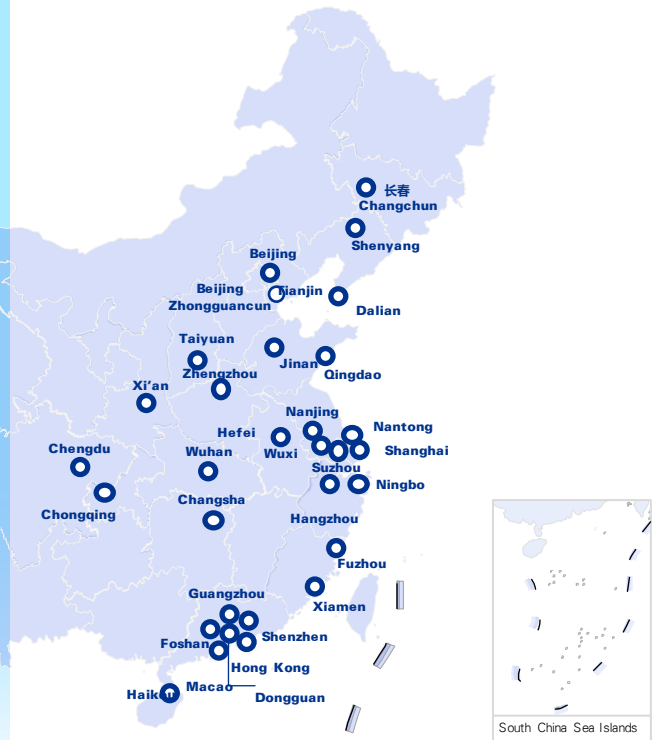 长春
Changchun
Shenyang
Beijing
Beijing
Zhongguancun
Tianjin
Dalian
Taiyuan
Jinan
Zhengzhou
Qingdao
Xi’an
Nanjing
Nantong
Hefei
Chengdu
Wuhan
Wuxi
Shanghai
Suzhou
Ningbo
Changsha
Chongqing
Hangzhou
Fuzhou
Guangzhou
Xiamen
Foshan
Shenzhen
Hong Kong
Macao
Haikou
Dongguan
South China Sea Islands